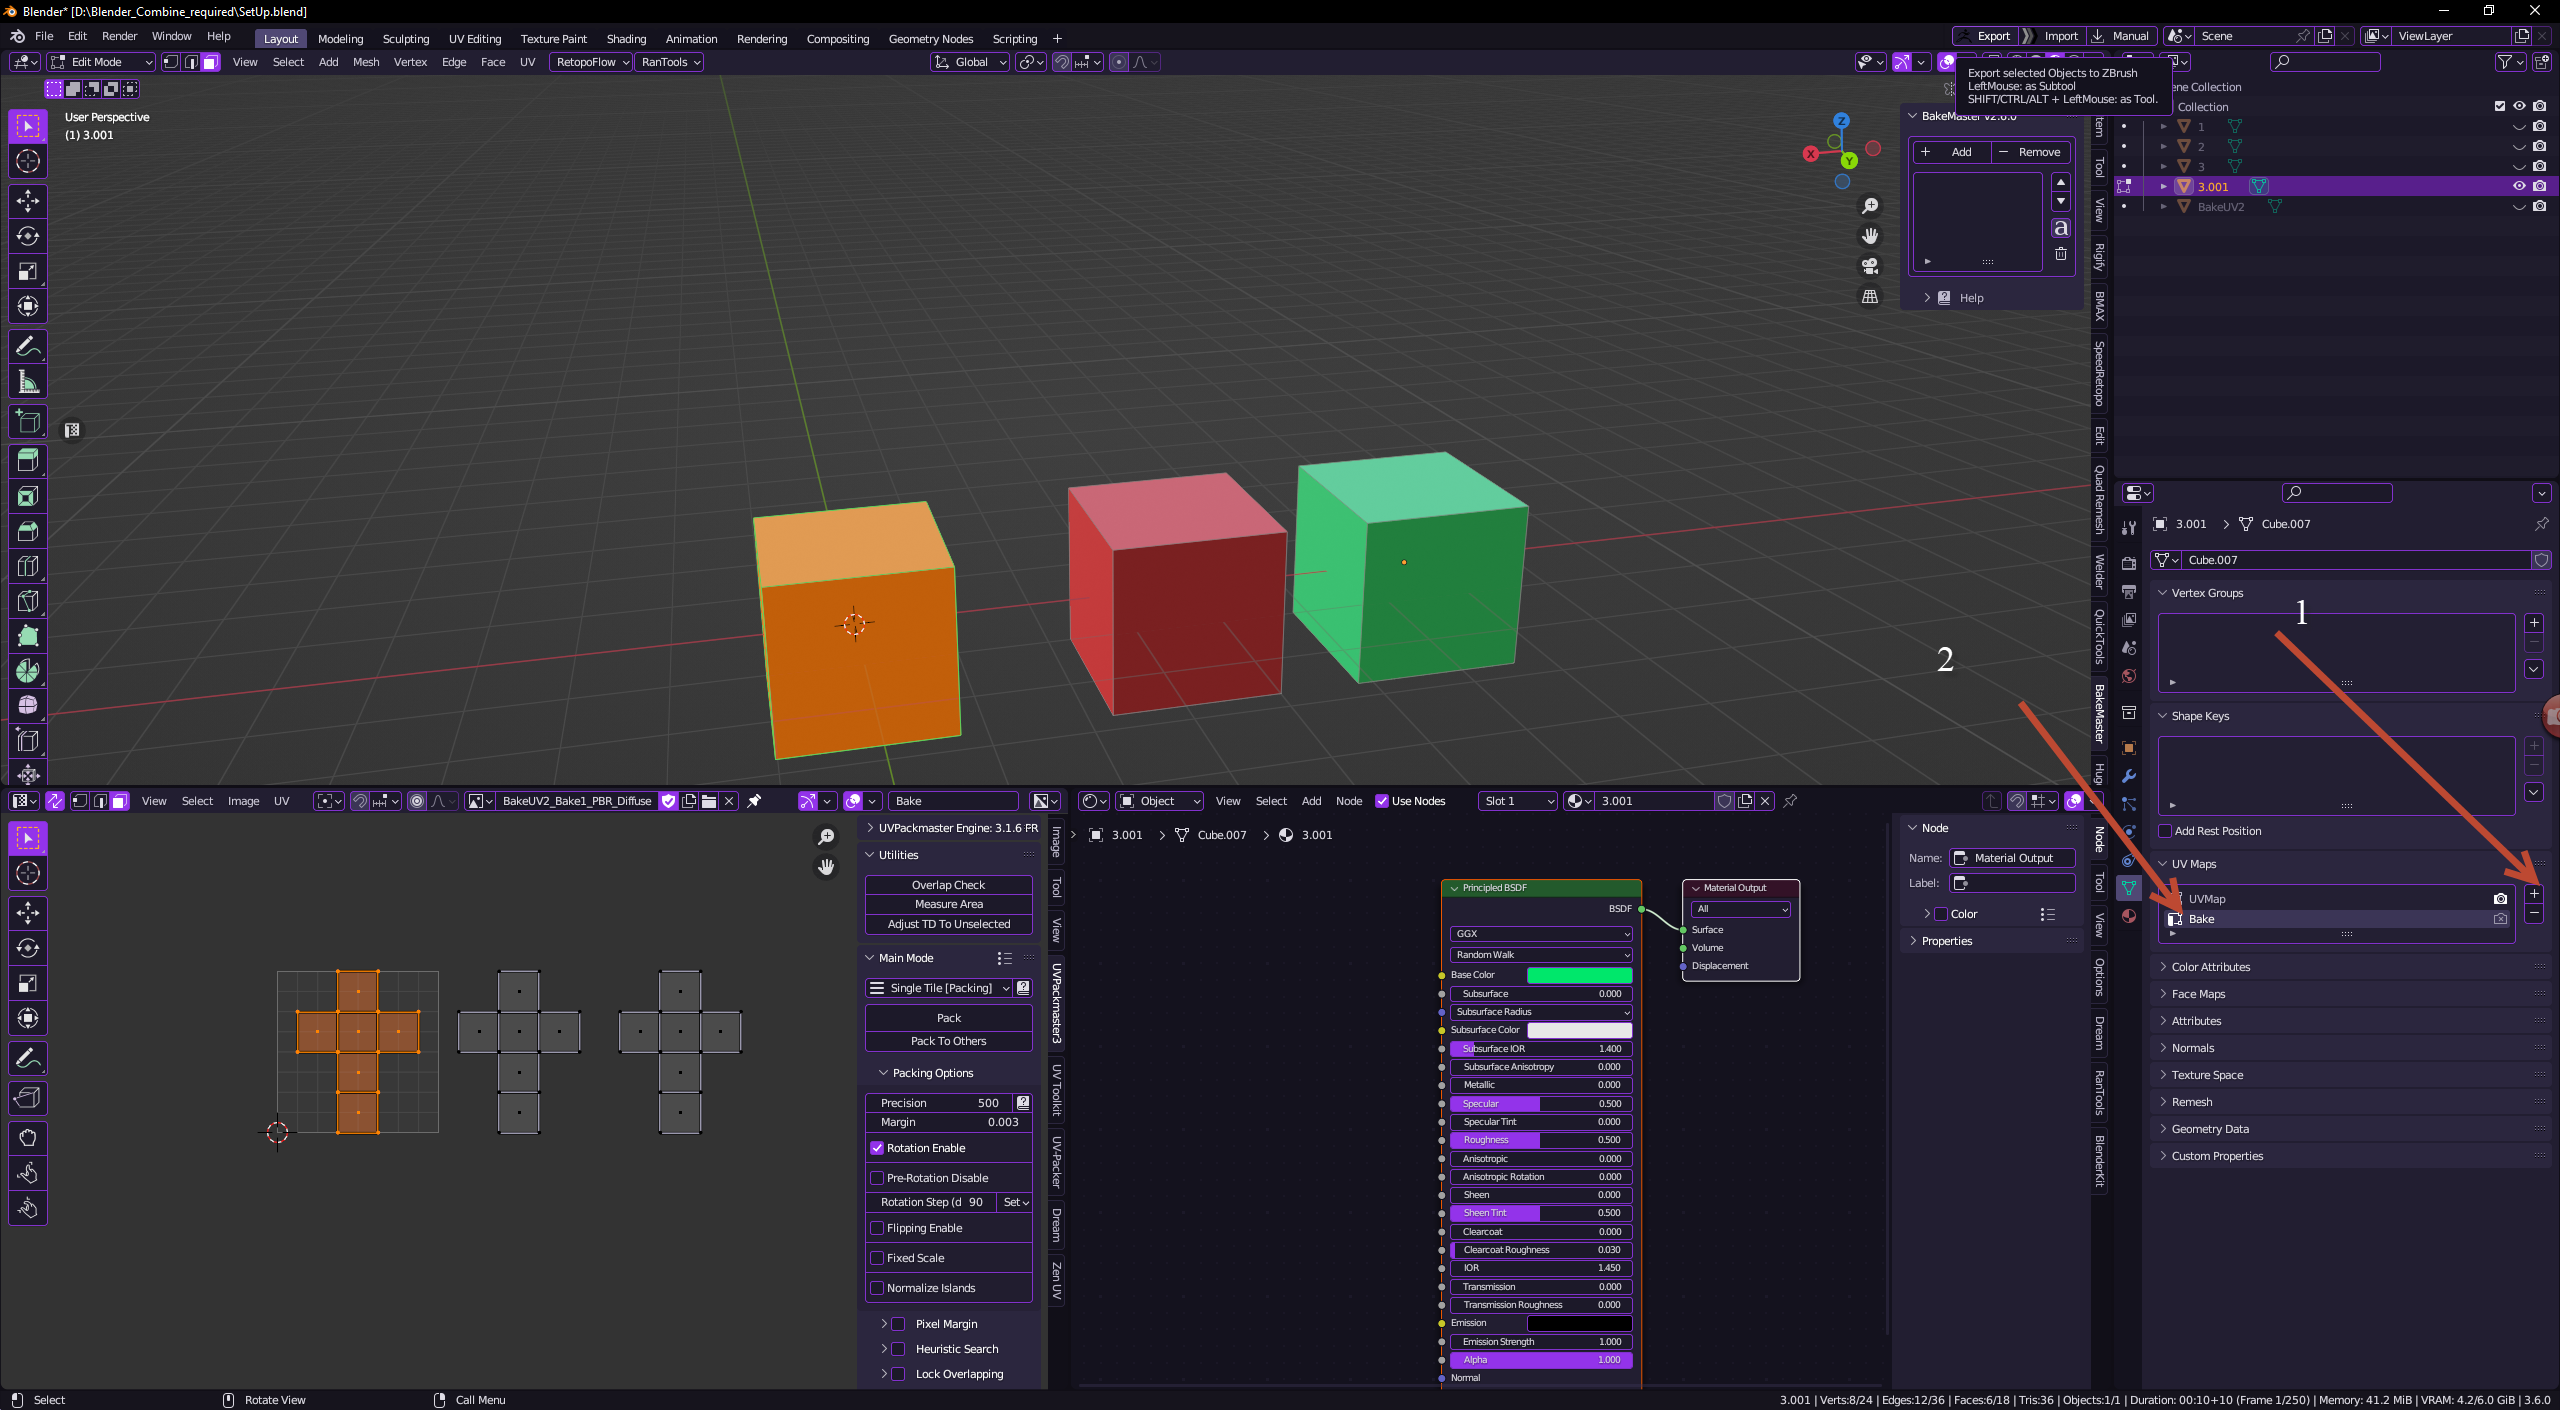 Blender* [D:\Blender_Combine_required\SetUp.blend]
File Edit Render Window Help Layout Modeling Sculpting UV Editing Texture Paint Shading Animation Rendering Compositing Geometry Nodes Scripting + Export Import Manual Scene ViewLayer
Edit Mode View Select Add Mesh Vertex Edge Face UV RetopoFlow RanTools Global
Export selected Objects to ZBrush
LeftMouse: as Subtool
SHIFT/CTRL/ALT + LeftMouse: as Tool.
User Perspective
(1) 3.001
Z
X
Y
BakeMaster v2.6.0
Add Remove
a
Help
Tool
View
Rigify
BMAX
SpeedRetopo
Edit
Quad Remesh
Welder
QuickTools
BakeMaster
Hug
ne Collection
Collection
1
2
3
3.001
BakeUV2
3.001 > Cube.007
Cube.007
Vertex Groups
1
2
Shape Keys
Add Rest Position
UV Maps
UVMap
Bake
Color Attributes
Face Maps
Attributes
Normals
Texture Space
Remesh
Geometry Data
Custom Properties
View Select Image UV BakeUV2_Bake1_PBR_Diffuse Bake
UVPackmaster Engine: 3.1.6 PR
Utilities
Overlap Check
Measure Area
Adjust TD To Unselected
Main Mode
Single Tile [Packing]
Pack
Pack To Others
Packing Options
Precision 500
Margin 0.003
Rotation Enable
Pre-Rotation Disable
Rotation Step (d 90 Set
Flipping Enable
Fixed Scale
Normalize Islands
Pixel Margin
Heuristic Search
Lock Overlapping
Image
Tool
View
UVPackmaster3
UV Toolkit
UV-Packer
Dream
Zen UV
Object View Select Add Node Use Nodes Slot 1 3.001
3.001 > Cube.007 > 3.001
Principled BSDF
BSDF
GGX
Random Walk
Base Color
Subsurface 0.000
Subsurface Radius
Subsurface Color
Subsurface IOR 1.400
Subsurface Anisotropy 0.000
Metallic 0.000
Specular 0.500
Specular Tint 0.000
Roughness 0.500
Anisotropic 0.000
Anisotropic Rotation 0.000
Sheen 0.000
Sheen Tint 0.500
Clearcoat 0.000
Clearcoat Roughness 0.030
IOR 1.450
Transmission 0.000
Transmission Roughness 0.000
Emission
Emission Strength 1.000
Alpha 1.000
Normal
Material Output
All
Surface
Volume
Displacement
Node
Name: Material Output
Label:
Color
Properties
Node
Tool
View
Options
Dream
RanTools
BlenderKit
Select Rotate View Call Menu
3.001 | Verts:8/24 | Edges:12/36 | Faces:6/18 | Tris:36 | Objects:1/1 | Duration: 00:10+10 (Frame 1/250) | Memory: 41.2 MiB | VRAM: 4.2/6.0 GiB | 3.6.0